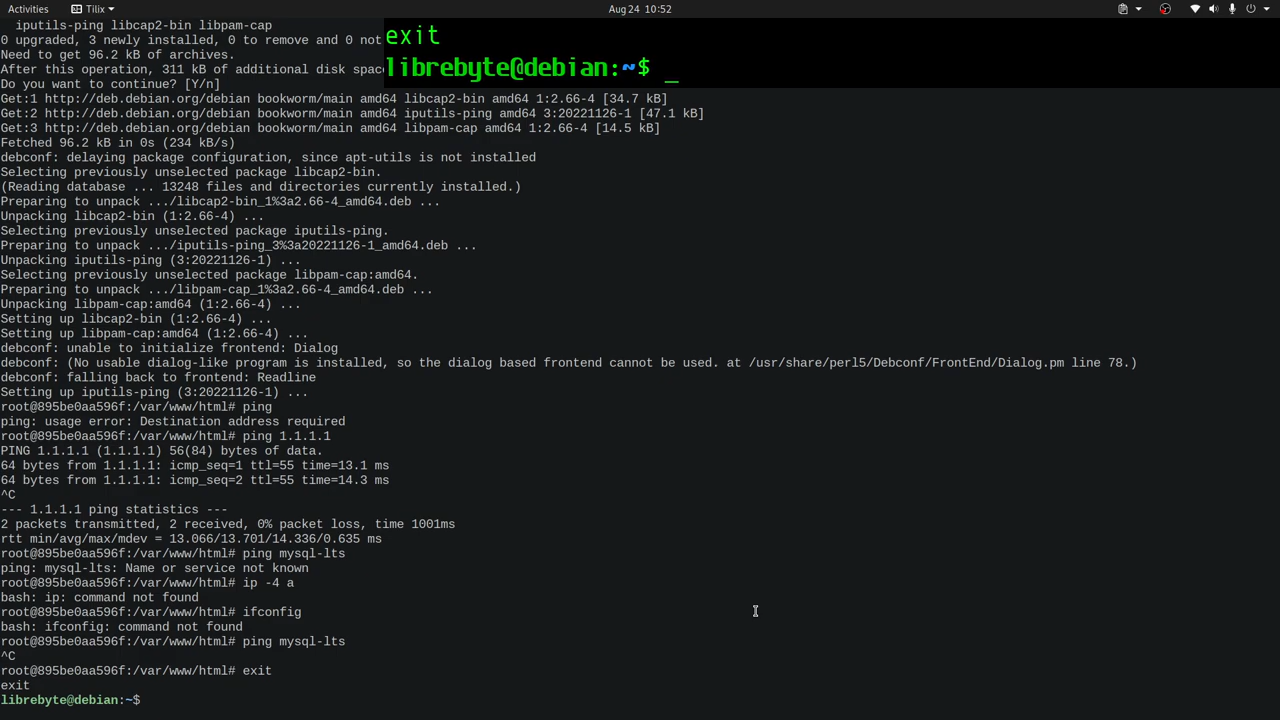 Activities
Tilix
Aug 24 10:52
iputils-ping libcap2-bin libpam-cap
0 upgraded, 3 newly installed, 0 to remove and 0 not
Need to get 96.2 kB of archives.
After this operation, 311 kB of additional disk spac
Do you want to continue? [Y/n]
exit
librebyte@debian:~$ _
Get:1 http://deb.debian.org/debian bookworm/main amd64 libcap2-bin amd64 1:2.66-4 [34.7 kB]
Get:2 http://deb.debian.org/debian bookworm/main amd64 iputils-ping amd64 3:20221126-1 [47.1 kB]
Get:3 http://deb.debian.org/debian bookworm/main amd64 libpam-cap amd64 1:2.66-4 [14.5 kB]
Fetched 96.2 kB in 0s (234 kB/s)
debconf: delaying package configuration, since apt-utils is not installed
Selecting previously unselected package libcap2-bin.
(Reading database ... 13248 files and directories currently installed.)
Preparing to unpack .../libcap2-bin_1%3a2.66-4_amd64.deb ...
Unpacking libcap2-bin (1:2.66-4) ...
Selecting previously unselected package iputils-ping.
Preparing to unpack .../iputils-ping_3%3a20221126-1_amd64.deb ...
Unpacking iputils-ping (3:20221126-1) ...
Selecting previously unselected package libpam-cap:amd64.
Preparing to unpack .../libpam-cap_1%3a2.66-4_amd64.deb ...
Unpacking libpam-cap:amd64 (1:2.66-4) ...
Setting up libcap2-bin (1:2.66-4) ...
Setting up libpam-cap:amd64 (1:2.66-4) ...
debconf: unable to initialize frontend: Dialog
debconf: (No usable dialog-like program is installed, so the dialog based frontend cannot be used. at /usr/share/perl5/Debconf/FrontEnd/Dialog.pm line 78.)
debconf: falling back to frontend: Readline
Setting up iputils-ping (3:20221126-1) ...
root@895be0aa596f:/var/www/html# ping
ping: usage error: Destination address required
root@895be0aa596f:/var/www/html# ping 1.1.1.1
PING 1.1.1.1 (1.1.1.1) 56(84) bytes of data.
64 bytes from 1.1.1.1: icmp_seq=1 ttl=55 time=13.1 ms
64 bytes from 1.1.1.1: icmp_seq=2 ttl=55 time=14.3 ms
^C
--- 1.1.1.1 ping statistics ---
2 packets transmitted, 2 received, 0% packet loss, time 1001ms
rtt min/avg/max/mdev = 13.066/13.701/14.336/0.635 ms
root@895be0aa596f:/var/www/html# ping mysql-lts
ping: mysql-lts: Name or service not known
root@895be0aa596f:/var/www/html# ip -4 a
bash: ip: command not found
root@895be0aa596f:/var/www/html# ifconfig
bash: ifconfig: command not found
root@895be0aa596f:/var/www/html# ping mysql-lts
^C
root@895be0aa596f:/var/www/html# exit
exit
librebyte@debian:~$